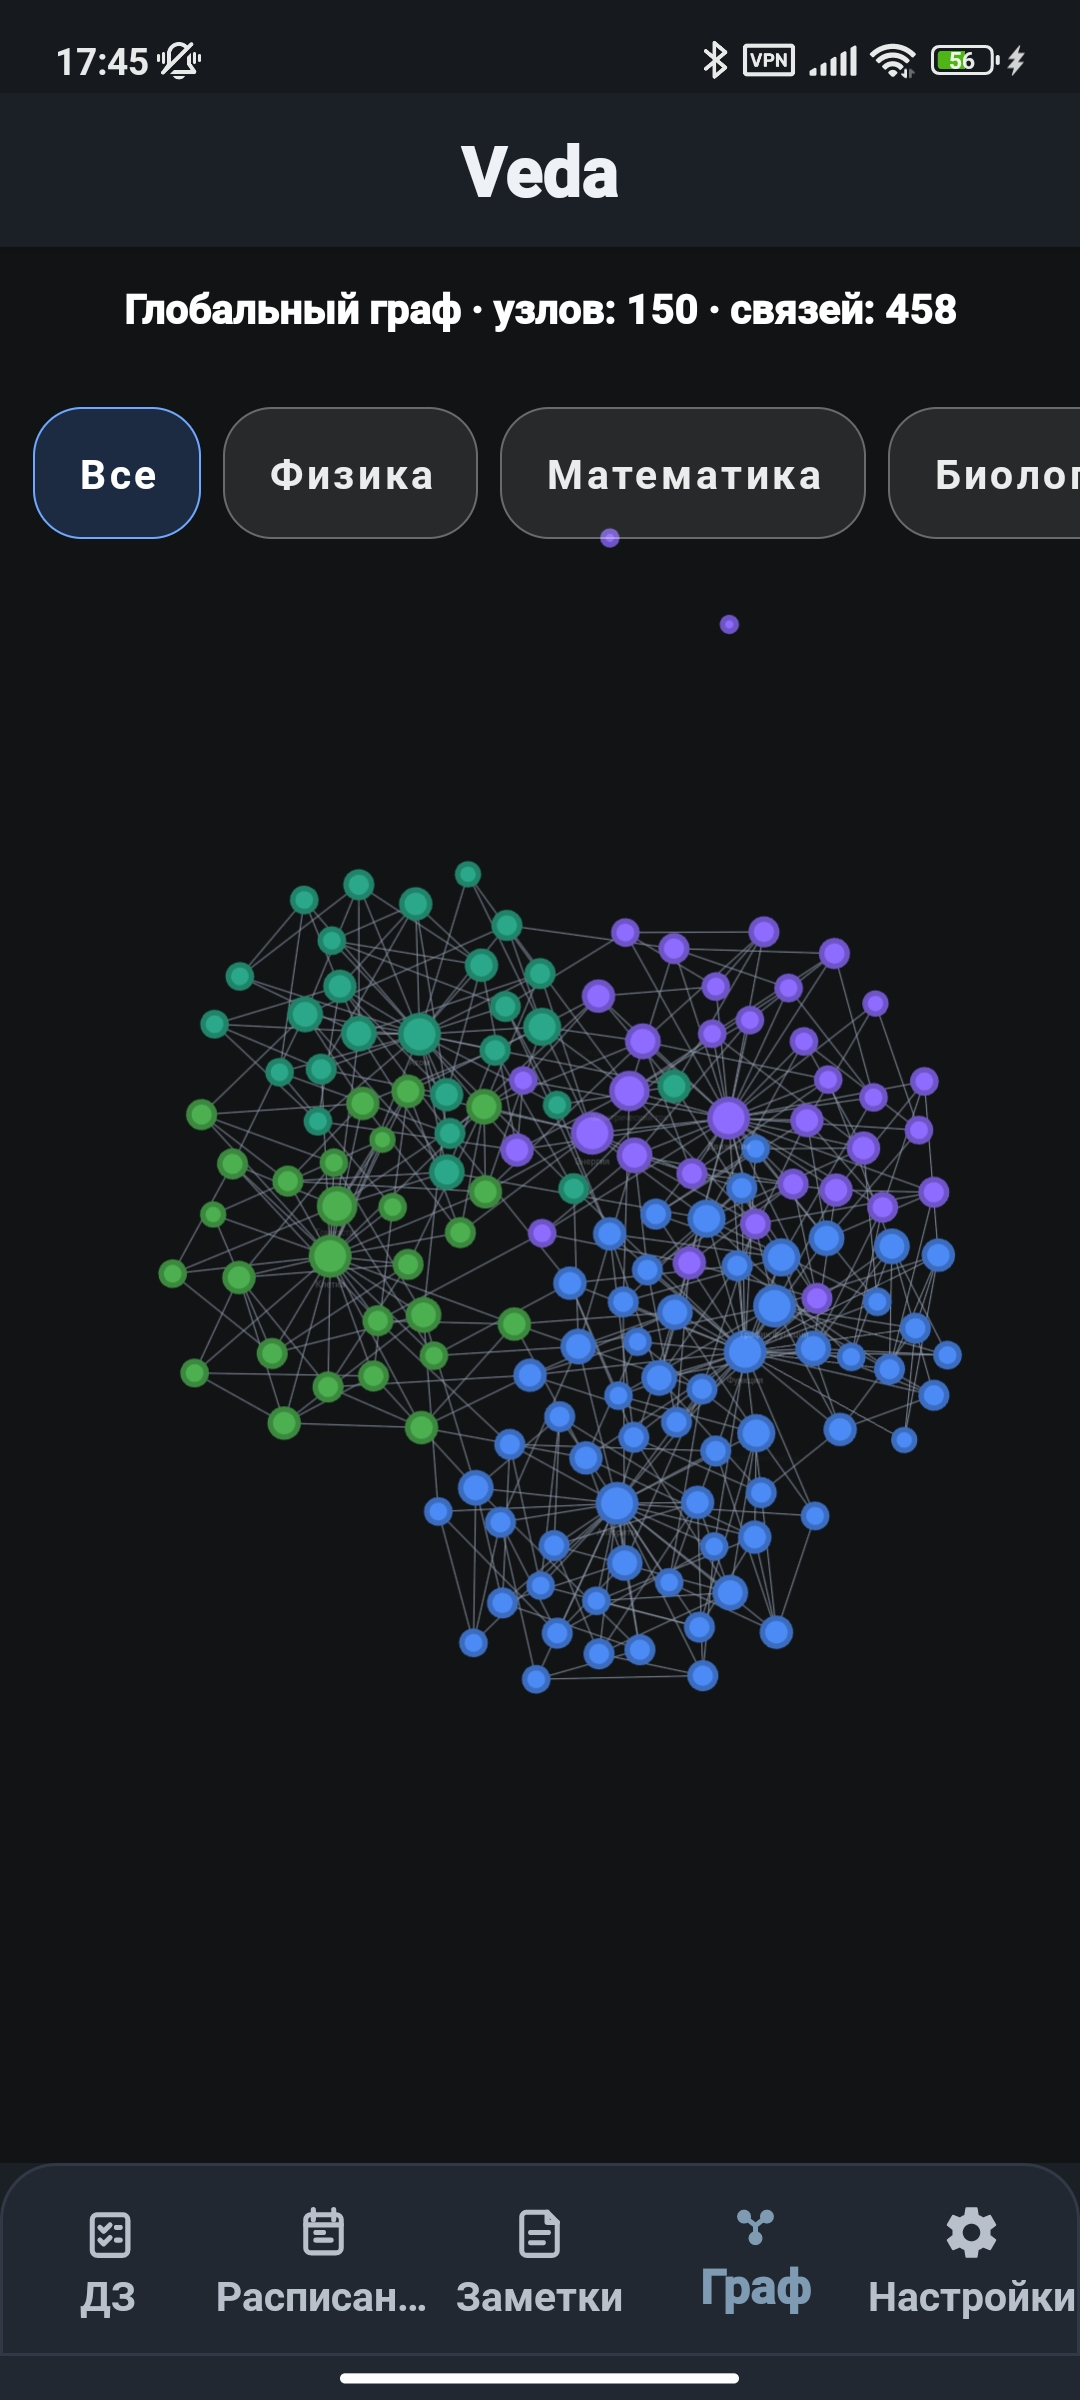 17:45 VPN 56
Veda
Глобальный граф · узлов: 150 · связей: 458
Все Физика Математика Биолог
ДЗ Расписан... Заметки Граф Настройки